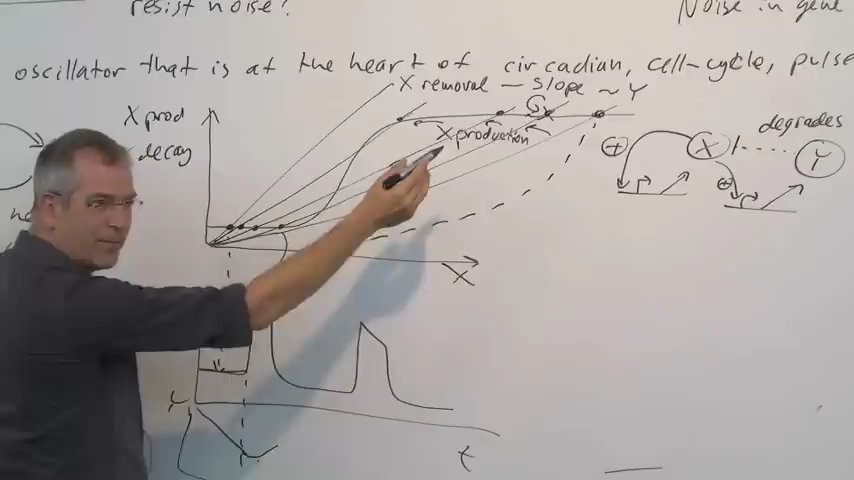 resist noise?
Noise in gene
oscillator that is at the heart of circadian, cell-cycle, pulse
X removal — slope ~ Y
X prod
decay
X production
degrades
+ X Y
+
X
Y
t